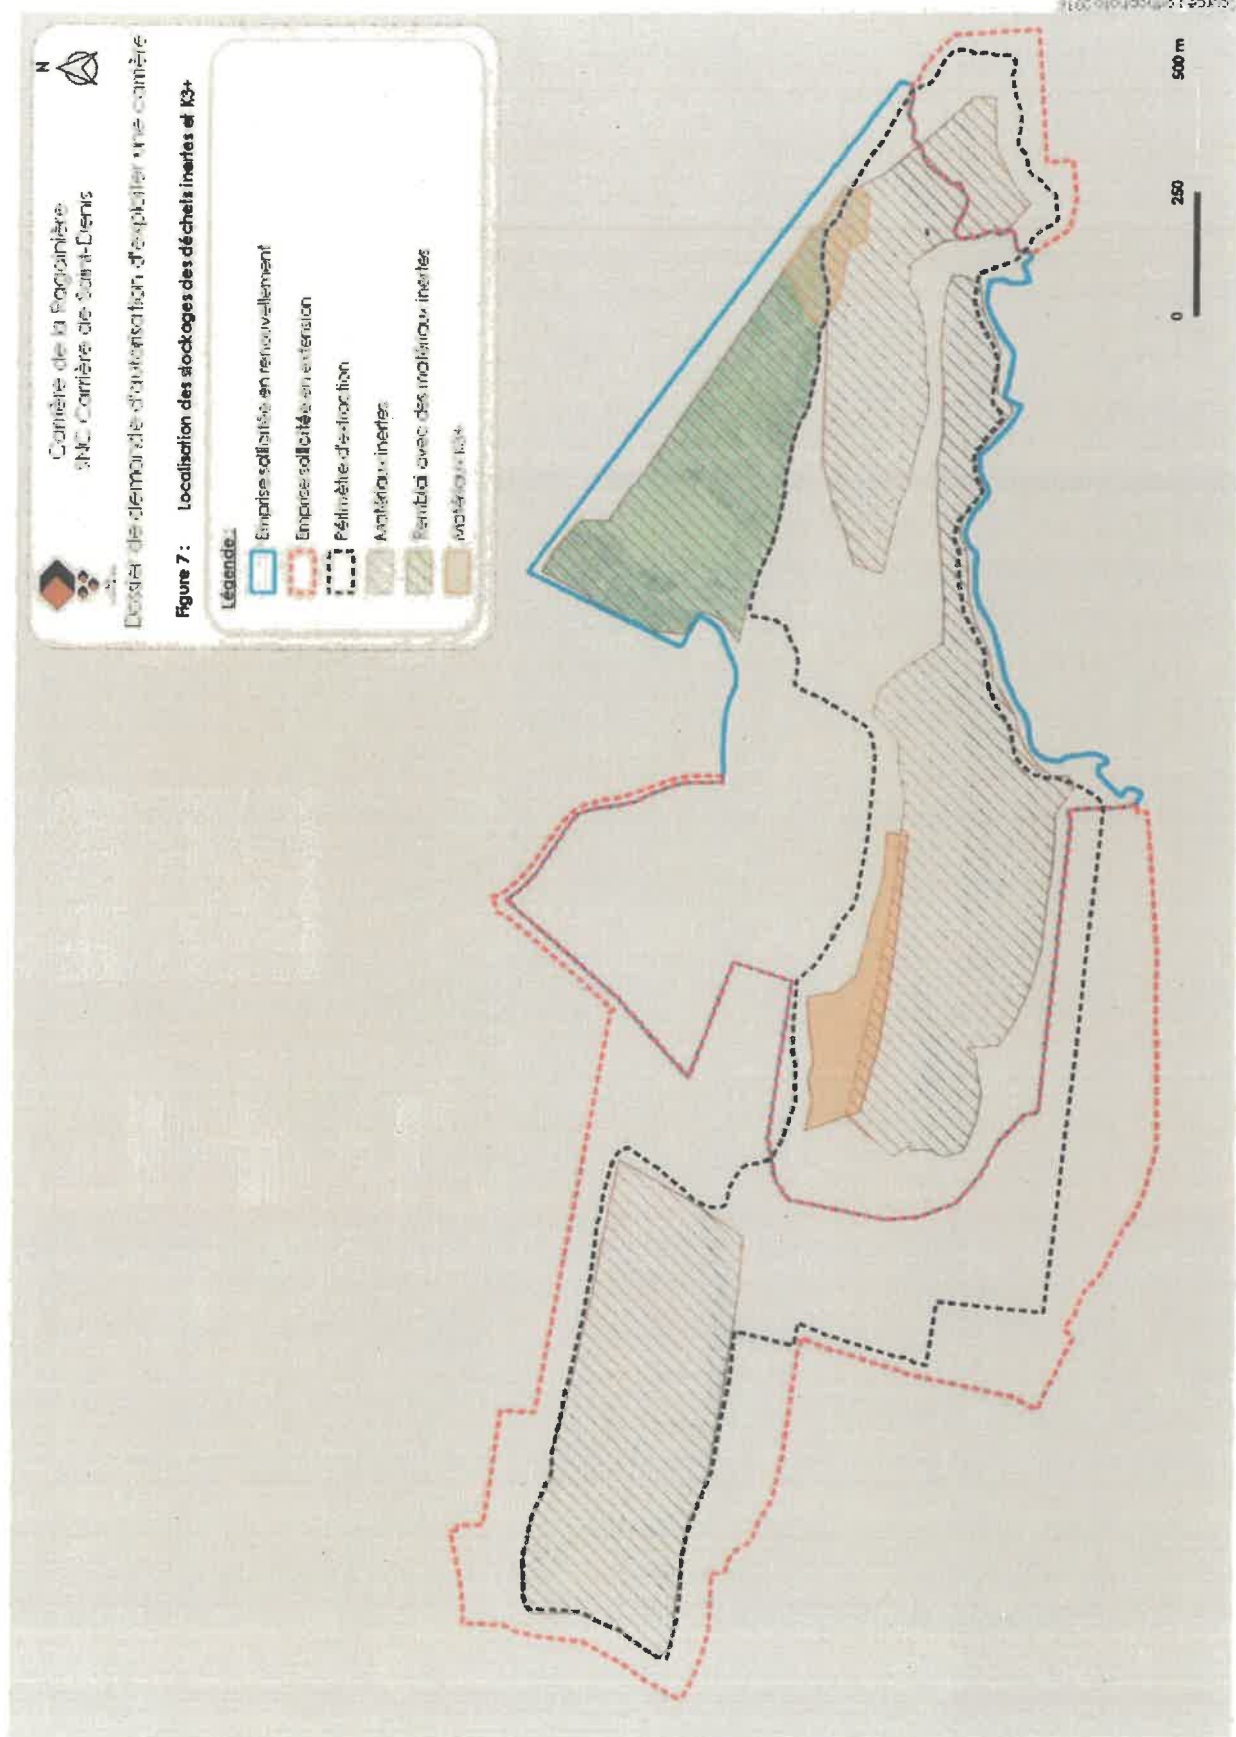 N
Carrière de la Pagoinière
SNC Carrière de Saint-Denis
Dossier de demande d'autorisation d'exploiter une carrière
Figure 7 : Localisation des stockages des déchets inertes et K3+
Légende :
Emprise sollicitée en renouvellement
Emprise sollicitée en extension
Périmètre d'extraction
Matériaux inertes
Remblai avec des matériaux inertes
Matériaux K3+
0 250 500 m